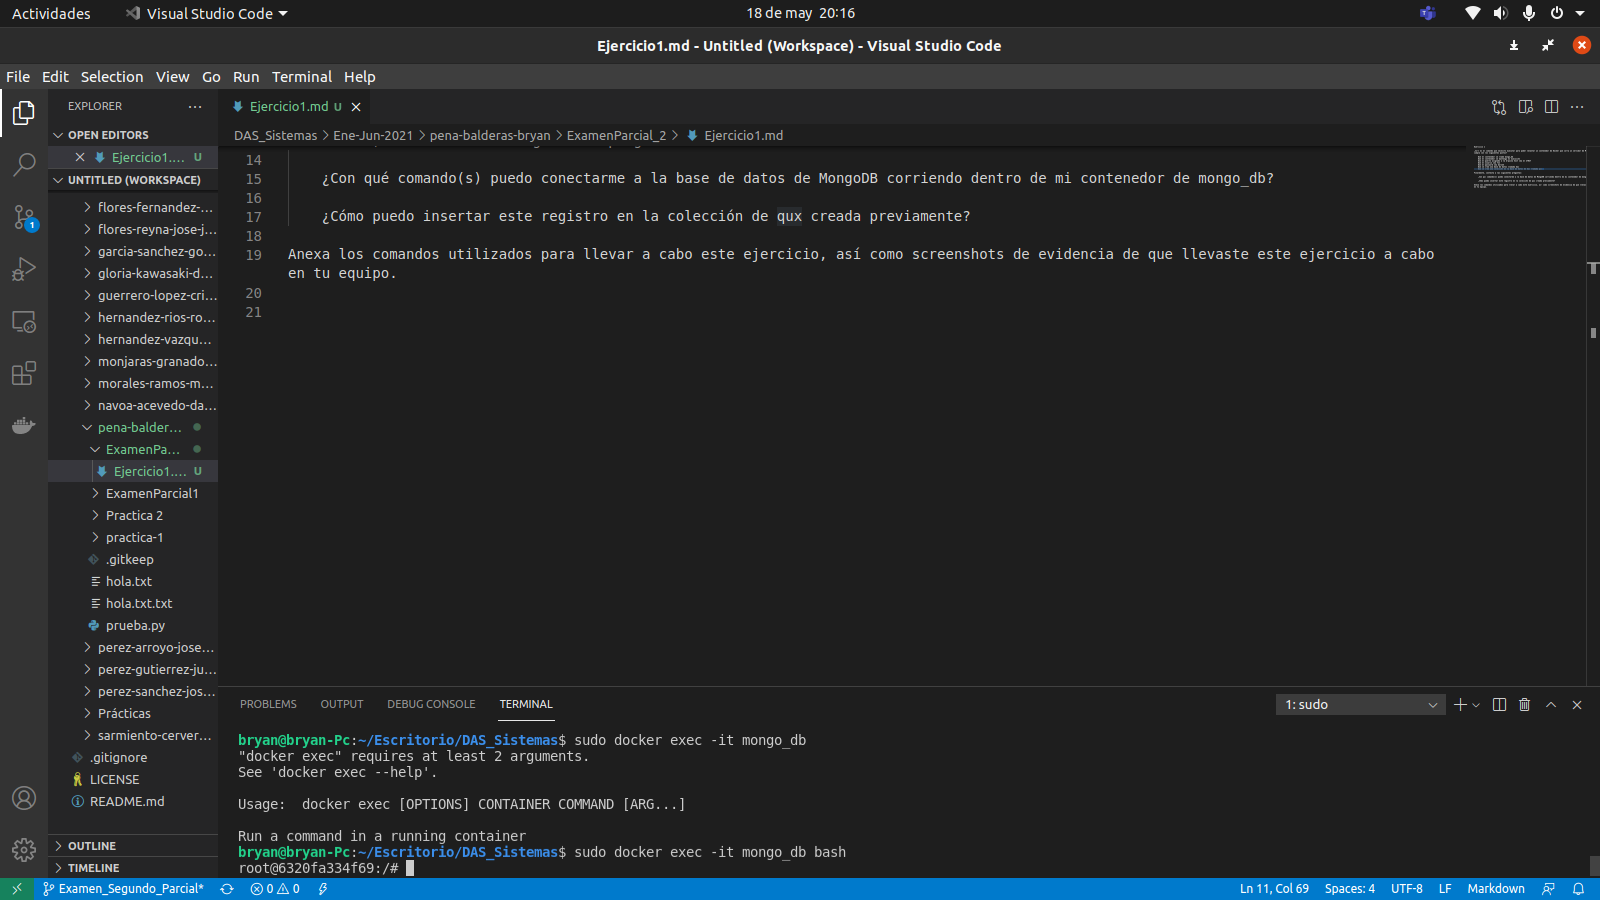 Actividades
Visual Studio Code
18 de may 20:16
Ejercicio1.md - Untitled (Workspace) - Visual Studio Code
File Edit Selection View Go Run Terminal Help
EXPLORER
OPEN EDITORS
Ejercicio1.... U
UNTITLED (WORKSPACE)
flores-fernandez-...
flores-reyna-jose-j...
garcia-sanchez-go...
gloria-kawasaki-d...
guerrero-lopez-cri...
hernandez-rios-ro...
hernandez-vazqu...
monjaras-granado...
morales-ramos-m...
navoa-acevedo-da...
pena-balder...
ExamenPa...
Ejercicio1.... U
ExamenParcial1
Practica 2
practica-1
.gitkeep
hola.txt
hola.txt.txt
prueba.py
perez-arroyo-jose...
perez-gutierrez-ju...
perez-sanchez-jos...
Prácticas
sarmiento-cerver...
.gitignore
LICENSE
README.md
OUTLINE
TIMELINE
1
Ejercicio1.md U
DAS_Sistemas > Ene-Jun-2021 > pena-balderas-bryan > ExamenParcial_2 > Ejercicio1.md
14
15 ¿Con qué comando(s) puedo conectarme a la base de datos de MongoDB corriendo dentro de mi contenedor de mongo_db?
16
17 ¿Cómo puedo insertar este registro en la colección de qux creada previamente?
18
19 Anexa los comandos utilizados para llevar a cabo este ejercicio, así como screenshots de evidencia de que llevaste este ejercicio a cabo
en tu equipo.
20
21
PROBLEMS OUTPUT DEBUG CONSOLE TERMINAL
1: sudo
bryan@bryan-Pc:~/Escritorio/DAS_Sistemas$ sudo docker exec -it mongo_db
"docker exec" requires at least 2 arguments.
See 'docker exec --help'.
Usage:  docker exec [OPTIONS] CONTAINER COMMAND [ARG...]
Run a command in a running container
bryan@bryan-Pc:~/Escritorio/DAS_Sistemas$ sudo docker exec -it mongo_db bash
root@6320fa334f69:/#
Examen_Segundo_Parcial* 0 0
Ln 11, Col 69 Spaces: 4 UTF-8 LF Markdown